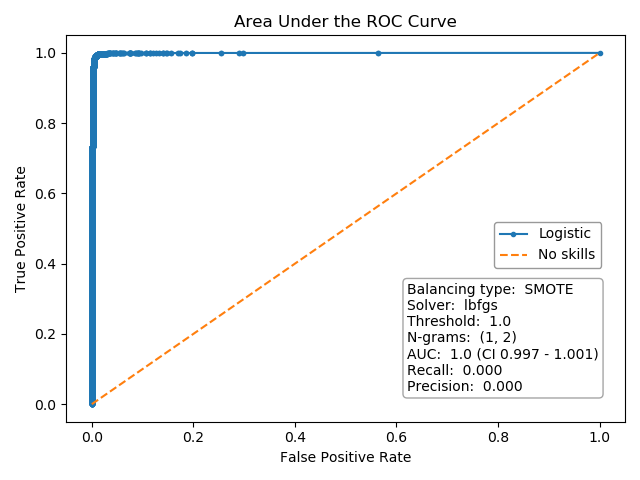 Area Under the ROC Curve
True Positive Rate
1.0
0.8
0.6
0.4
0.2
0.0
Logistic
No skills
Balancing type:  SMOTE
Solver:  lbfgs
Threshold:  1.0
N-grams:  (1, 2)
AUC:  1.0 (CI 0.997 - 1.001)
Recall:  0.000
Precision:  0.000
0.0 0.2 0.4 0.6 0.8 1.0
False Positive Rate